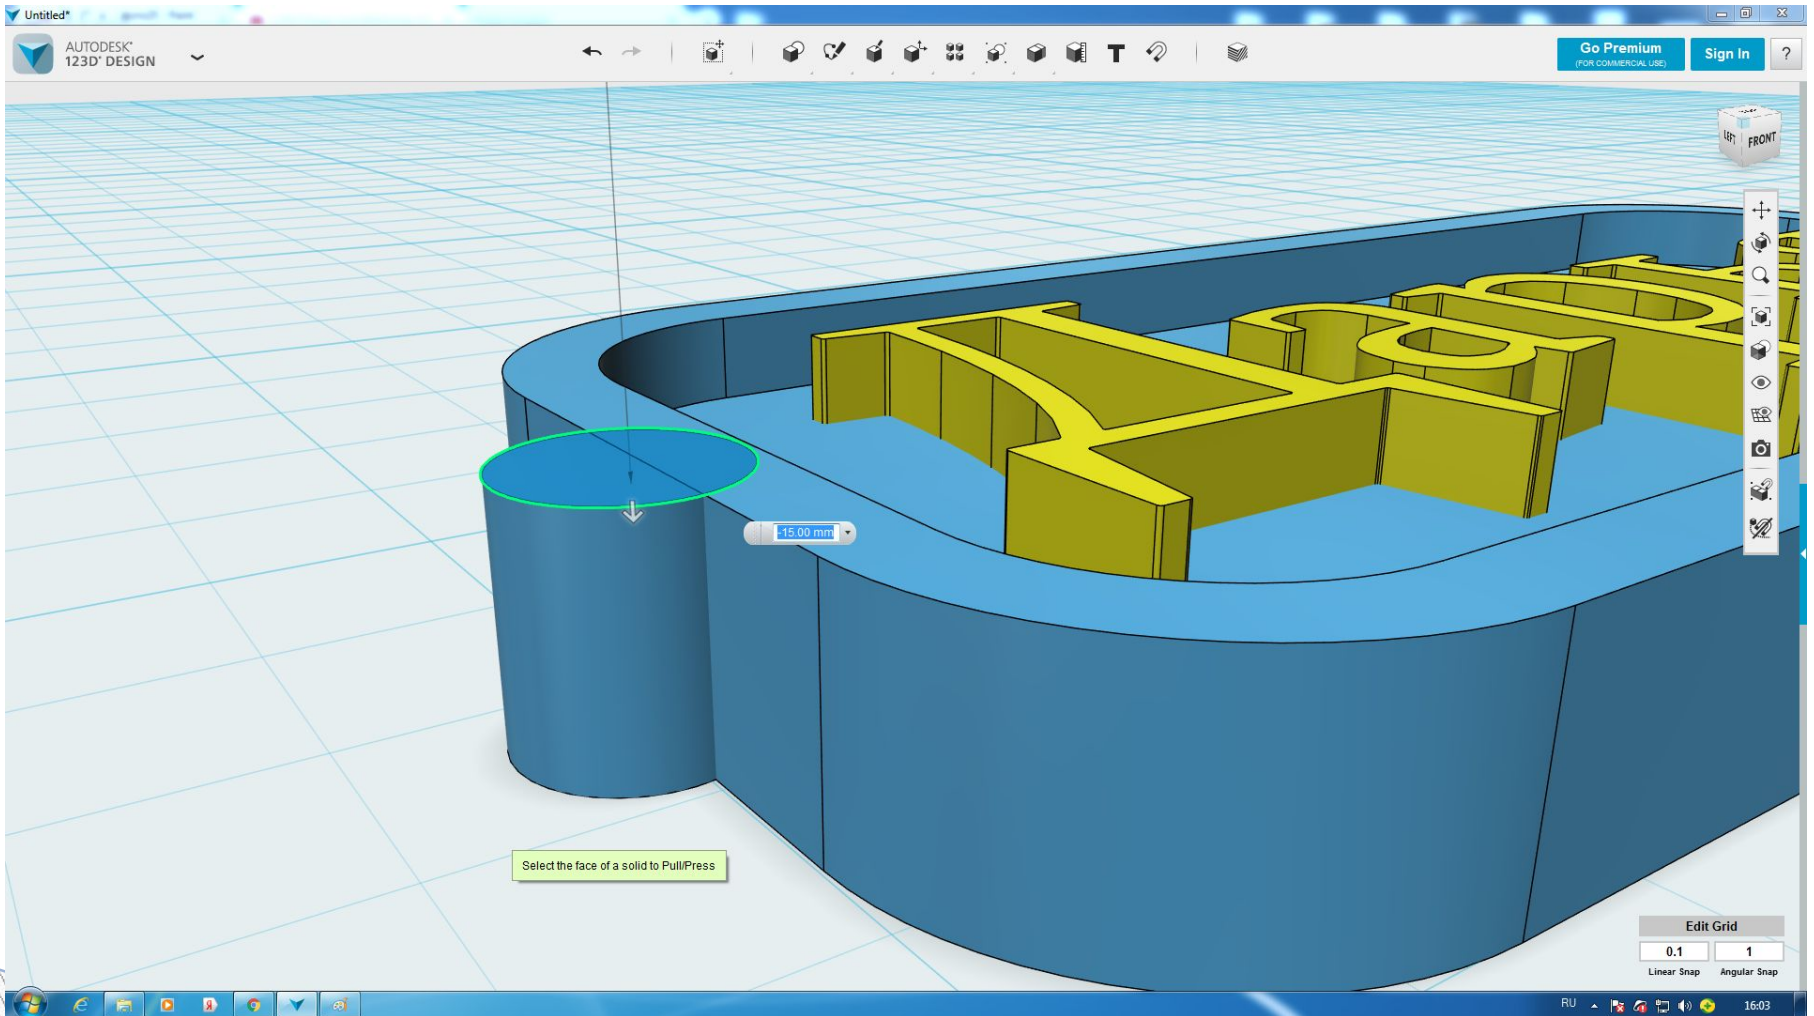 Untitled*
AUTODESK®
123D® DESIGN
Go Premium
(FOR COMMERCIAL USE)
Sign In
?
LEFT
FRONT
-15.00 mm
Select the face of a solid to Pull/Press
Edit Grid
0.1
1
Linear Snap
Angular Snap
RU
16:03